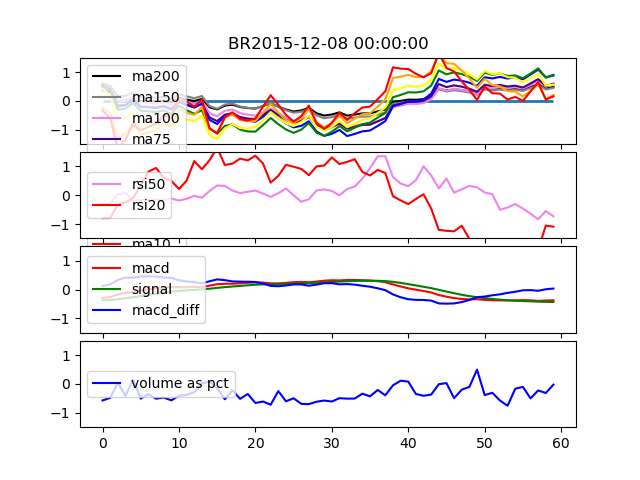 BR2015-12-08 00:00:00
1
0
−1
ma200
ma150
ma100
ma75
1
0
−1
rsi50
rsi20
ma10
1
0
−1
macd
signal
macd_diff
1
0
−1
volume as pct
0 10 20 30 40 50 60